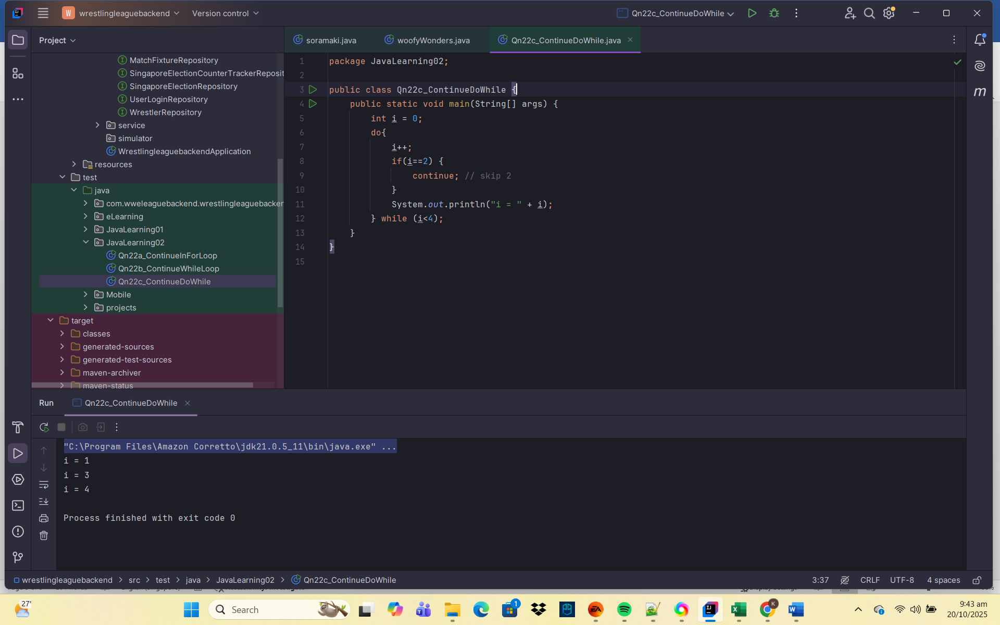 W wrestlingleaguebackend Version control Qn22c_ContinueDoWhile
Project soramaki.java woofyWonders.java Qn22c_ContinueDoWhile.java
MatchFixtureRepository
SingaporeElectionCounterTrackerReposit
SingaporeElectionRepository
UserLoginRepository
WrestlerRepository
service
simulator
WrestlingleaguebackendApplication
resources
test
java
com.wweleaguebackend.wrestlingleaguebacker
eLearning
JavaLearning01
JavaLearning02
Qn22a_ContinueInForLoop
Qn22b_ContinueWhileLoop
Qn22c_ContinueDoWhile
Mobile
projects
target
classes
generated-sources
generated-test-sources
maven-archiver
maven-status
1 package JavaLearning02;
2
3 public class Qn22c_ContinueDoWhile {
4 public static void main(String[] args) {
5 int i = 0;
6 do{
7 i++;
8 if(i==2) {
9 continue; // skip 2
10 }
11 System.out.println("i = " + i);
12 } while (i<4);
13 }
14 }
15
m
Run Qn22c_ContinueDoWhile
"C:\Program Files\Amazon Corretto\jdk21.0.5_11\bin\java.exe" ...
i = 1
i = 3
i = 4
Process finished with exit code 0
wrestlingleaguebackend > src > test > java > JavaLearning02 > Qn22c_ContinueDoWhile 3:37 CRLF UTF-8 4 spaces
27° Search 1 EA K 9:43 am
20/10/2025